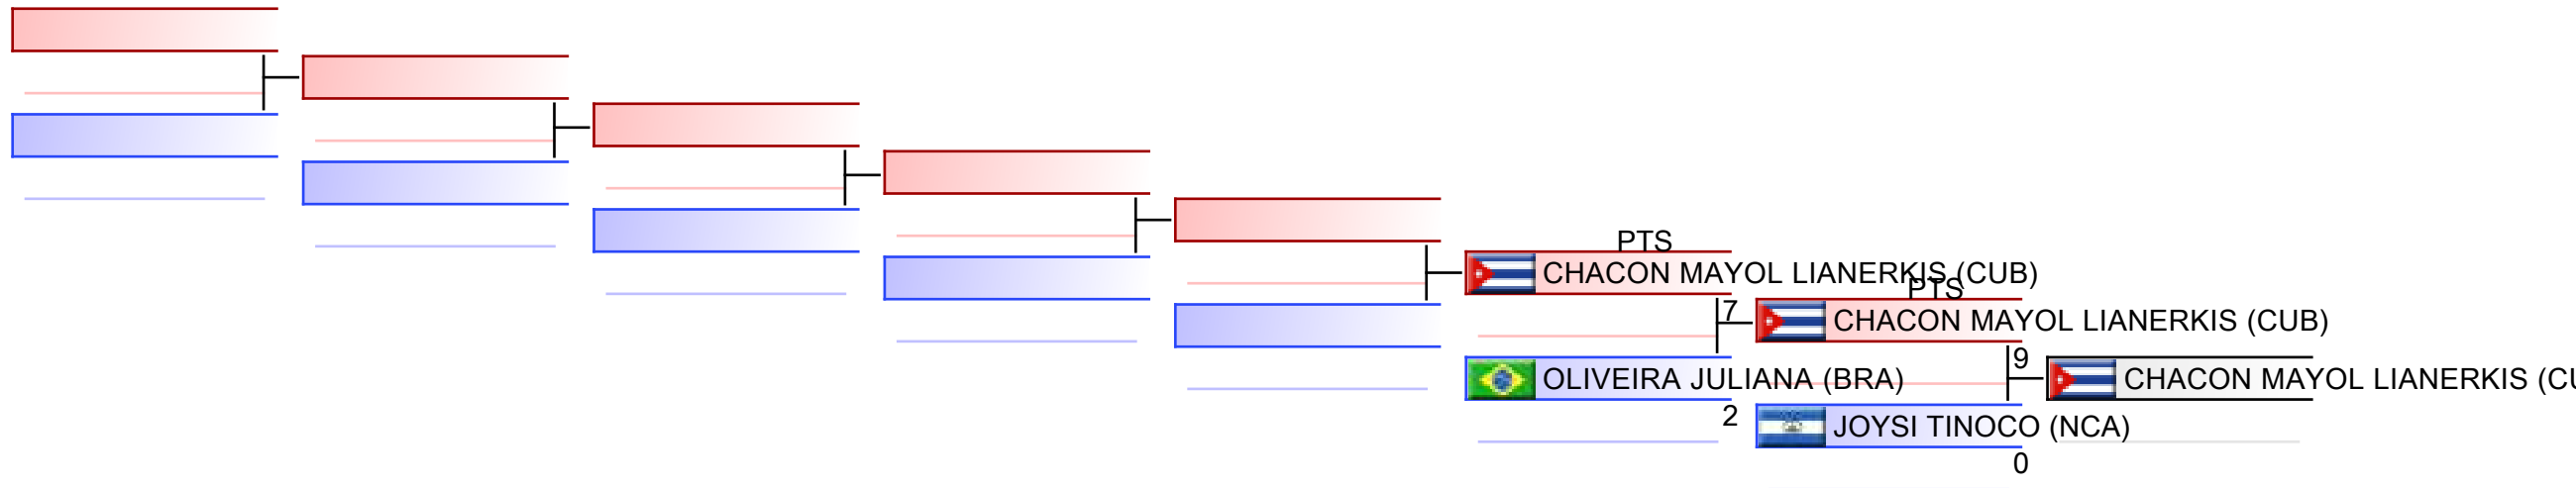 PTS
CHACON MAYOL LIANERKIS (CUB)
PTS
7
CHACON MAYOL LIANERKIS (CUB)
9
OLIVEIRA JULIANA (BRA)
CHACON MAYOL LIANERKIS (CU
2
JOYSI TINOCO (NCA)
0